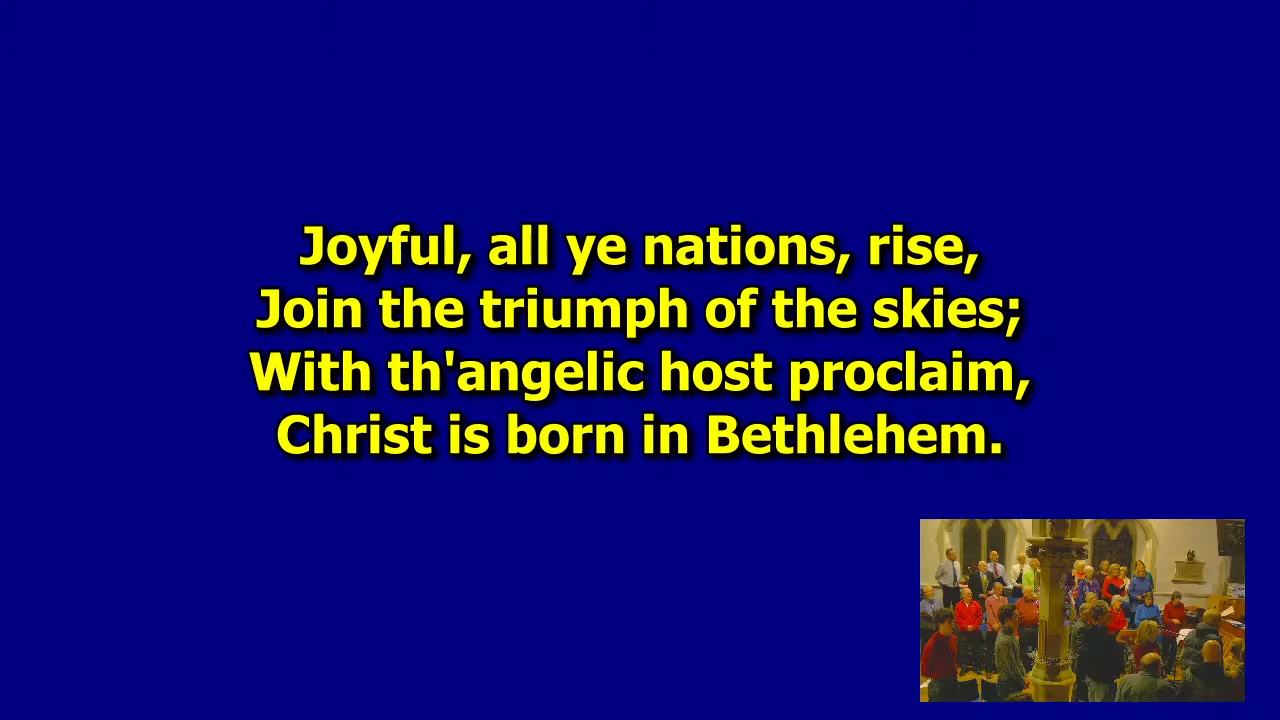 Joyful, all ye nations, rise,
Join the triumph of the skies;
With th'angelic host proclaim,
Christ is born in Bethlehem.